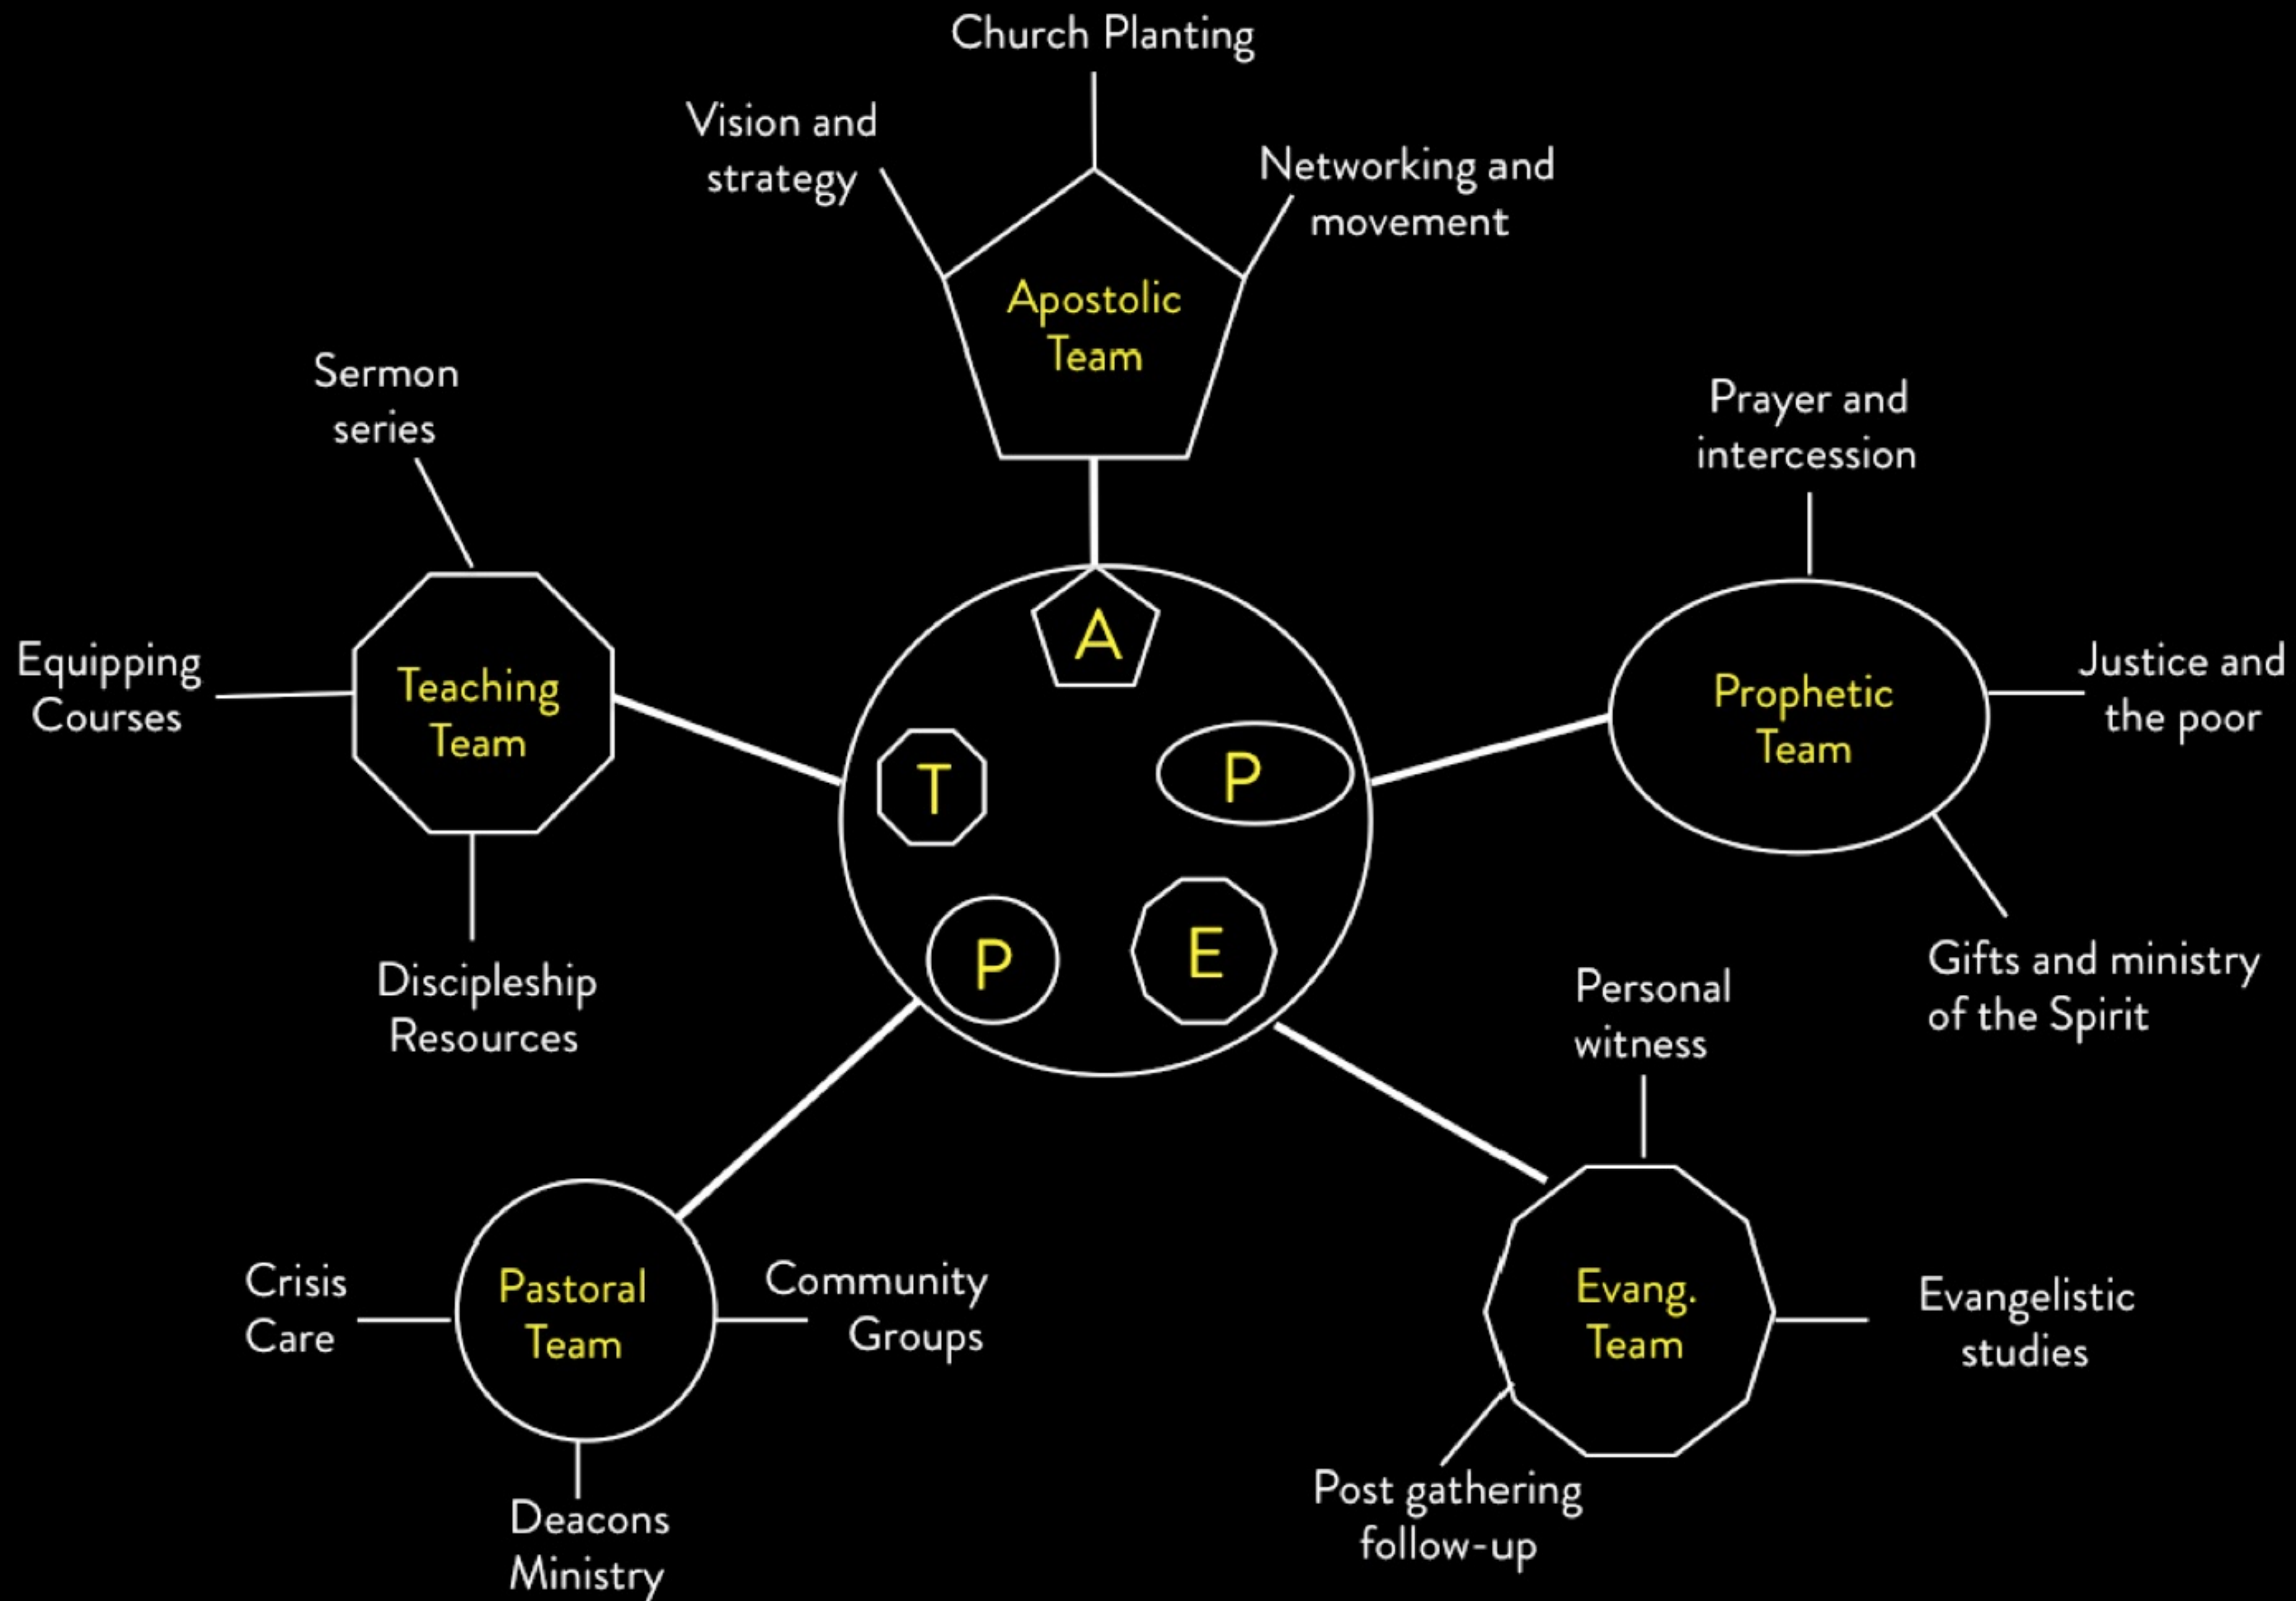 Church Planting
Vision and
strategy
Networking and
movement
Apostolic
Team
Sermon
series
Equipping
Courses
Teaching
Team
Discipleship
Resources
Prayer and
intercession
Prophetic
Team
Justice and
the poor
Gifts and ministry
of the Spirit
A
T
P
P
E
Personal
witness
Evang.
Team
Evangelistic
studies
Post gathering
follow-up
Crisis
Care
Pastoral
Team
Community
Groups
Deacons
Ministry